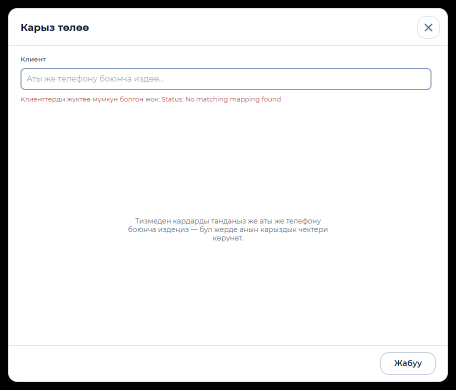 Карыз төлөө
Клиент
Аты же телефону боюнча издөө...
Клиенттерди жүктөө мүмкүн болгон жок. Status: No matching mapping found
Тизмеден кардарды танданыз же аты же телефону
боюнча издеңиз — бул жерде анын карыздык чектери
көрүнөт.
Жабуу